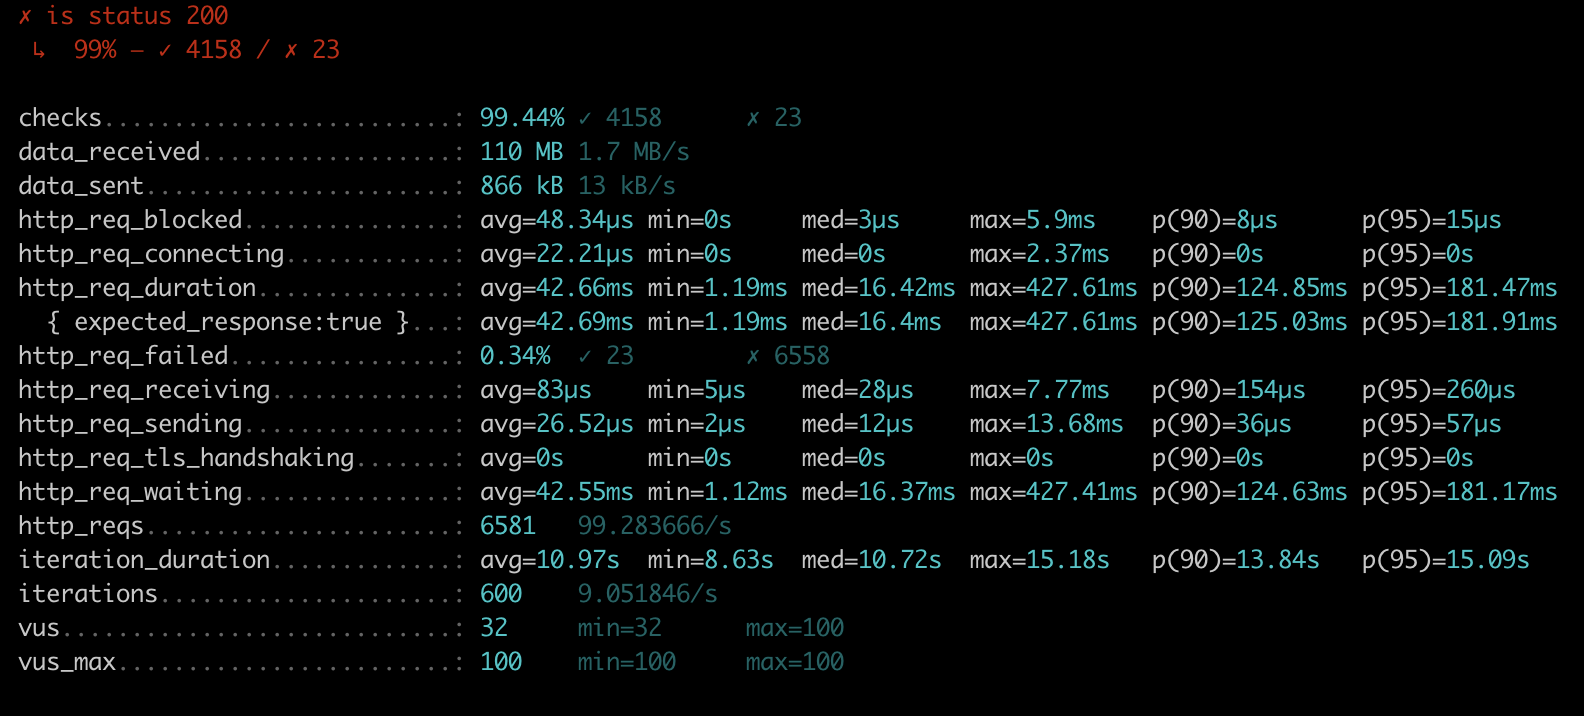 ✗ is status 200
↳  99% — ✓ 4158 / ✗ 23
checks.........................: 99.44% ✓ 4158      ✗ 23
data_received..................: 110 MB 1.7 MB/s
data_sent......................: 866 kB 13 kB/s
http_req_blocked...............: avg=48.34µs min=0s     med=3µs     max=5.9ms    p(90)=8µs      p(95)=15µs
http_req_connecting............: avg=22.21µs min=0s     med=0s      max=2.37ms   p(90)=0s       p(95)=0s
http_req_duration..............: avg=42.66ms min=1.19ms med=16.42ms max=427.61ms p(90)=124.85ms p(95)=181.47ms
  { expected_response:true }...: avg=42.69ms min=1.19ms med=16.4ms  max=427.61ms p(90)=125.03ms p(95)=181.91ms
http_req_failed................: 0.34%  ✓ 23        ✗ 6558
http_req_receiving.............: avg=83µs    min=5µs    med=28µs    max=7.77ms   p(90)=154µs    p(95)=260µs
http_req_sending...............: avg=26.52µs min=2µs    med=12µs    max=13.68ms  p(90)=36µs     p(95)=57µs
http_req_tls_handshaking.......: avg=0s      min=0s     med=0s      max=0s       p(90)=0s       p(95)=0s
http_req_waiting...............: avg=42.55ms min=1.12ms med=16.37ms max=427.41ms p(90)=124.63ms p(95)=181.17ms
http_reqs......................: 6581   99.283666/s
iteration_duration.............: avg=10.97s  min=8.63s  med=10.72s  max=15.18s   p(90)=13.84s   p(95)=15.09s
iterations.....................: 600    9.051846/s
vus............................: 32     min=32      max=100
vus_max........................: 100    min=100     max=100